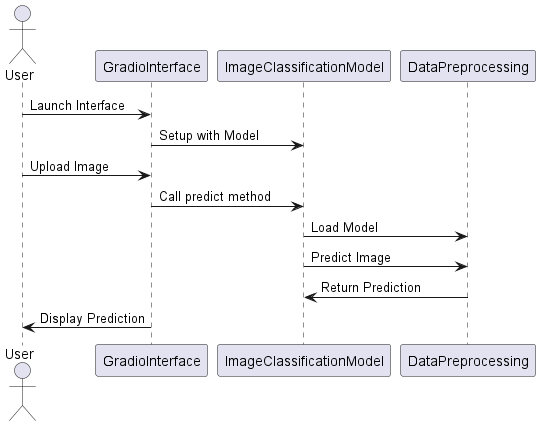 User
GradioInterface
ImageClassificationModel
DataPreprocessing
Launch Interface
Setup with Model
Upload Image
Call predict method
Load Model
Predict Image
Return Prediction
Display Prediction
User
GradioInterface
ImageClassificationModel
DataPreprocessing